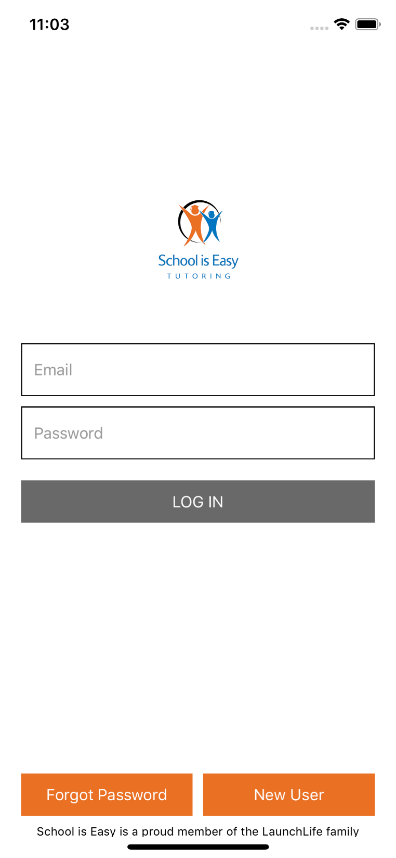 11:03
School is Easy
TUTORING
Email
Password
LOG IN
Forgot Password
New User
School is Easy is a proud member of the LaunchLife family